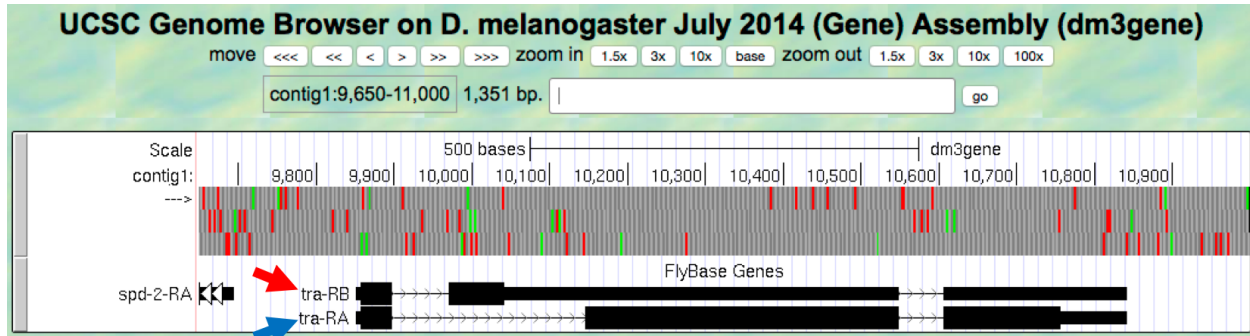 UCSC Genome Browser on D. melanogaster July 2014 (Gene) Assembly (dm3gene)
move <<< << < > >> >>> zoom in 1.5x 3x 10x base zoom out 1.5x 3x 10x 100x
contig1:9,650-11,000 1,351 bp. go
Scale 500 bases dm3gene
contig1: 9,800 9,900 10,000 10,100 10,200 10,300 10,400 10,500 10,600 10,700 10,800 10,900
--->
FlyBase Genes
spd-2-RA tra-RB
tra-RA